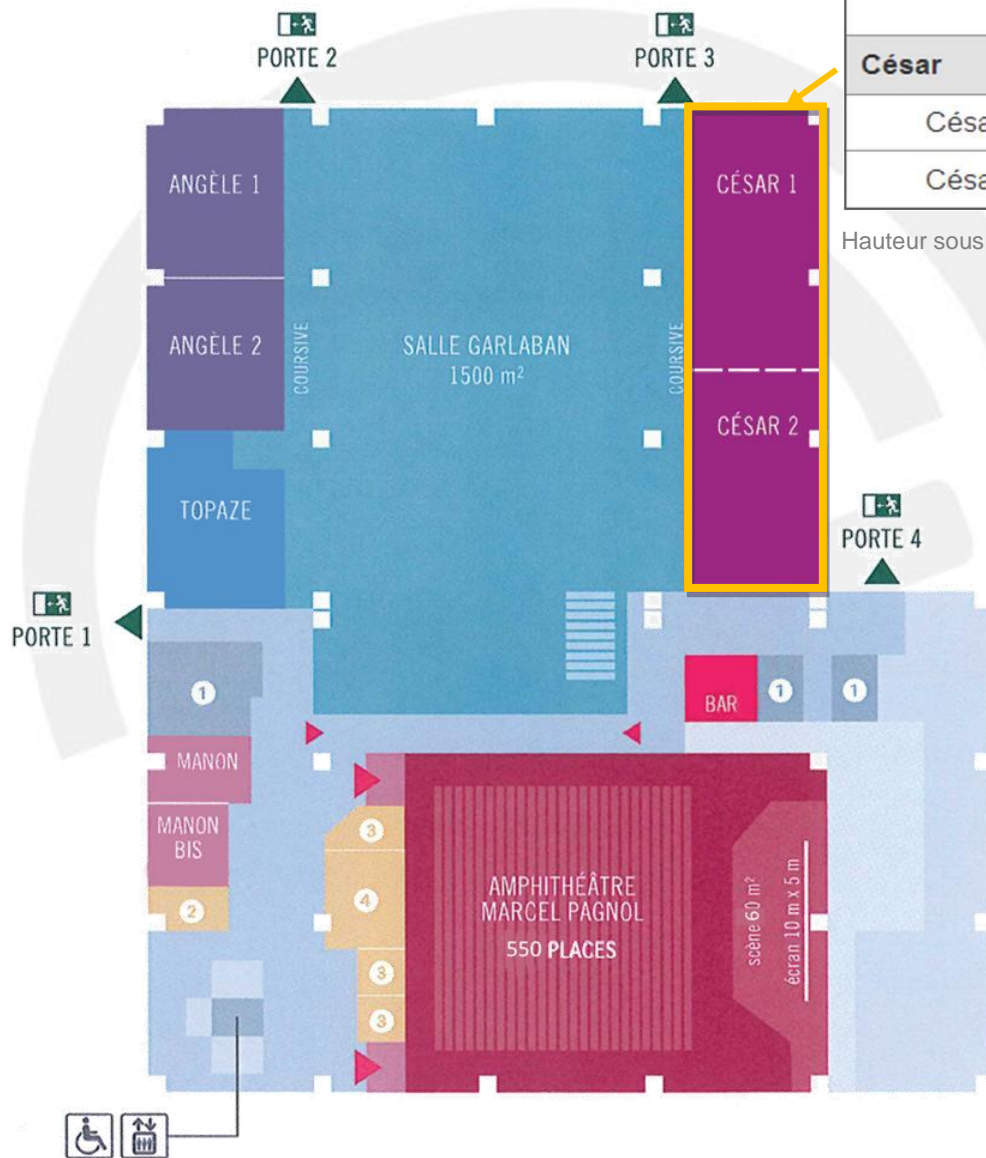 PORTE 2
PORTE 3
César
Césa
Césa
Hauteur sous
ANGÈLE 1
CÉSAR 1
ANGÈLE 2
COURSIVE
SALLE GARLABAN
1500 m²
COURSIVE
CÉSAR 2
TOPAZE
PORTE 4
PORTE 1
1
BAR
1
1
MANON
MANON
BIS
3
2
4
AMPHITHÉÂTRE
MARCEL PAGNOL
550 PLACES
scène 60 m²
écran 10 m x 5 m
3
3